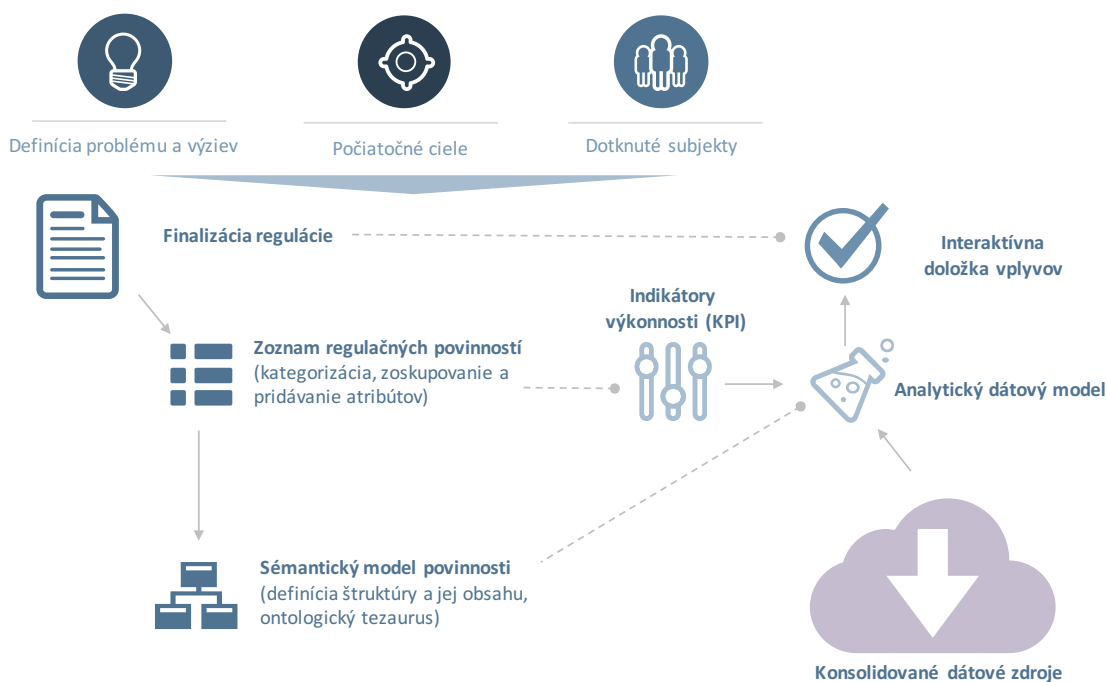 Definícia problému a výziev
Počiatočné ciele
Dotknuté subjekty
Finalizácia regulácie
Interaktívna
doložka vplyvov
Indikátory
výkonnosti (KPI)
Zoznam regulačných povinností
(kategorizácia, zoskupovanie a
pridávanie atribútov)
Analytický dátový model
Sémantický model povinnosti
(definícia štruktúry a jej obsahu,
ontologický tezaurus)
Konsolidované dátové zdroje